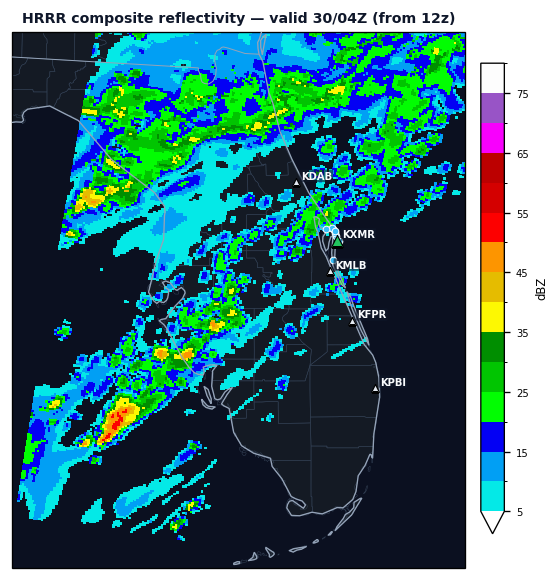 HRRR composite reflectivity — valid 30/04Z (from 12z)
75
65
KDAB
55
KXMR
45
KMLB
dBZ
KFPR
35
KPBI
25
15
5